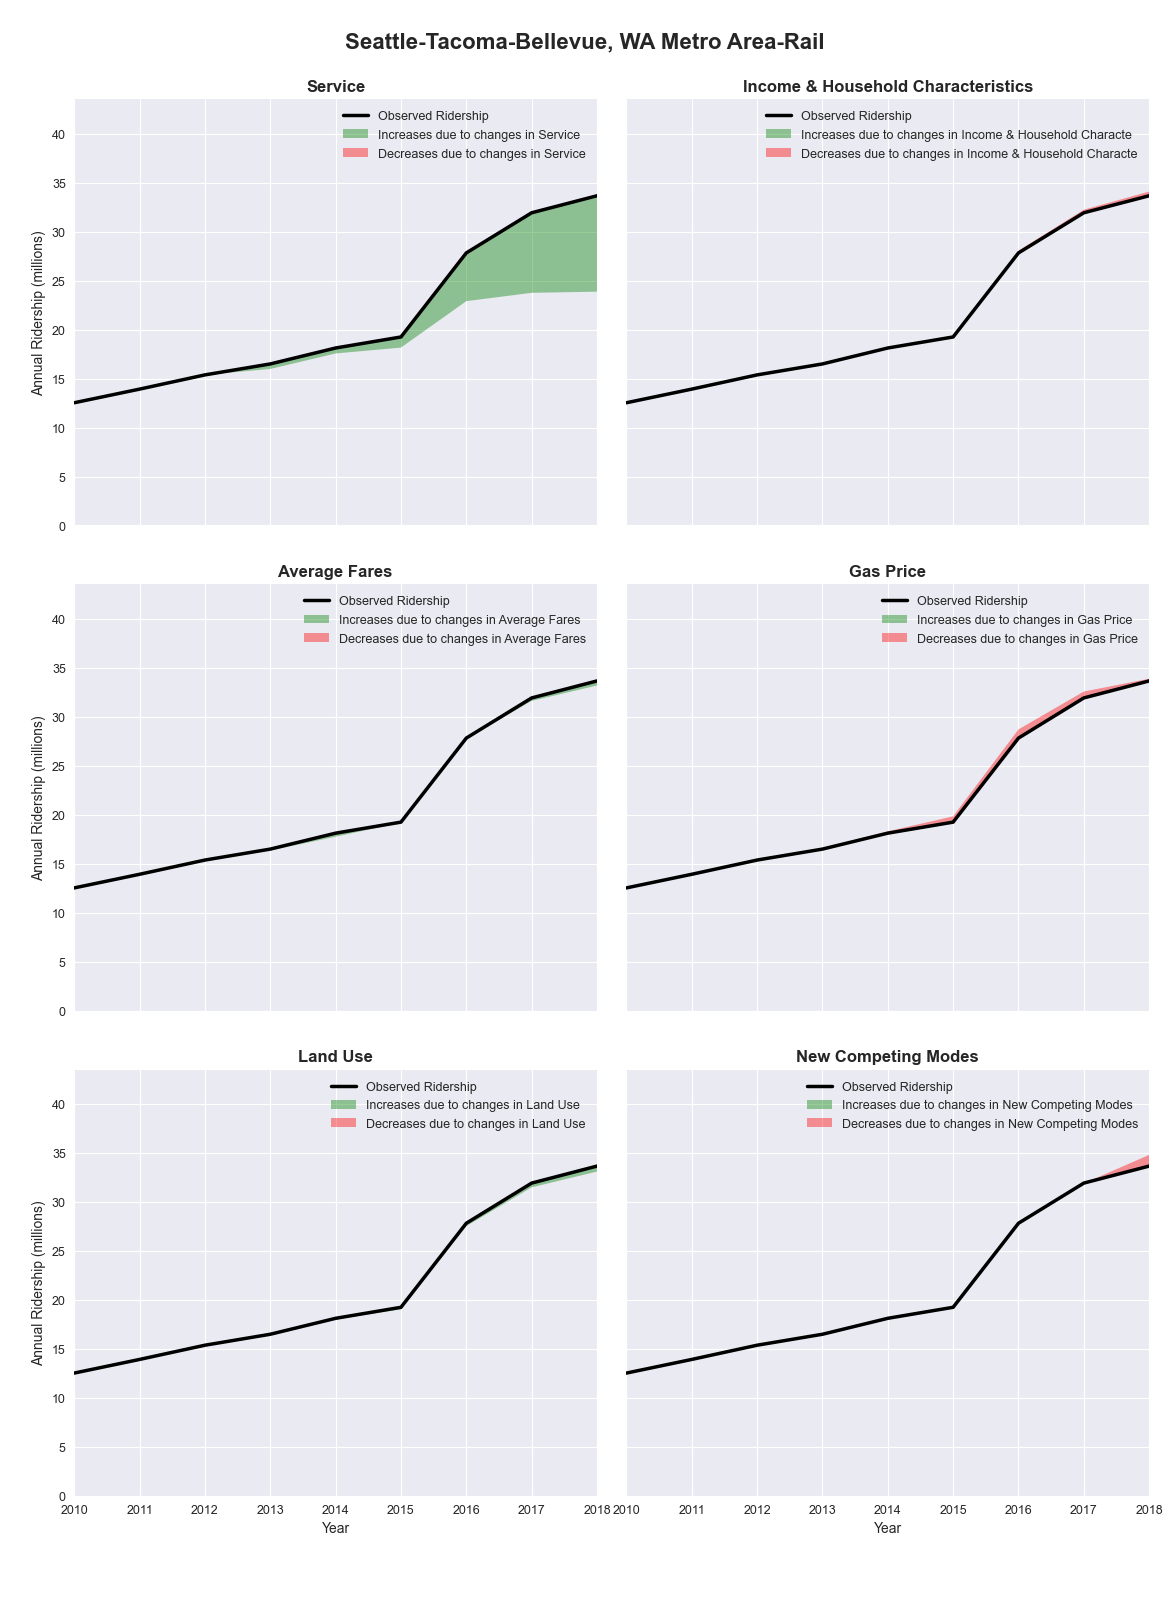 Seattle-Tacoma-Bellevue, WA Metro Area-Rail
Service
Observed Ridership
Increases due to changes in Service
Decreases due to changes in Service
40
35
30
25
20
15
10
5
0
Annual Ridership (millions)
Income & Household Characteristics
Observed Ridership
Increases due to changes in Income & Household Characte
Decreases due to changes in Income & Household Characte
Average Fares
Observed Ridership
Increases due to changes in Average Fares
Decreases due to changes in Average Fares
40
35
30
25
20
15
10
5
0
Annual Ridership (millions)
Gas Price
Observed Ridership
Increases due to changes in Gas Price
Decreases due to changes in Gas Price
Land Use
Observed Ridership
Increases due to changes in Land Use
Decreases due to changes in Land Use
40
35
30
25
20
15
10
5
0
Annual Ridership (millions)
2010 2011 2012 2013 2014 2015 2016 2017 2018
Year
New Competing Modes
Observed Ridership
Increases due to changes in New Competing Modes
Decreases due to changes in New Competing Modes
2010 2011 2012 2013 2014 2015 2016 2017 2018
Year